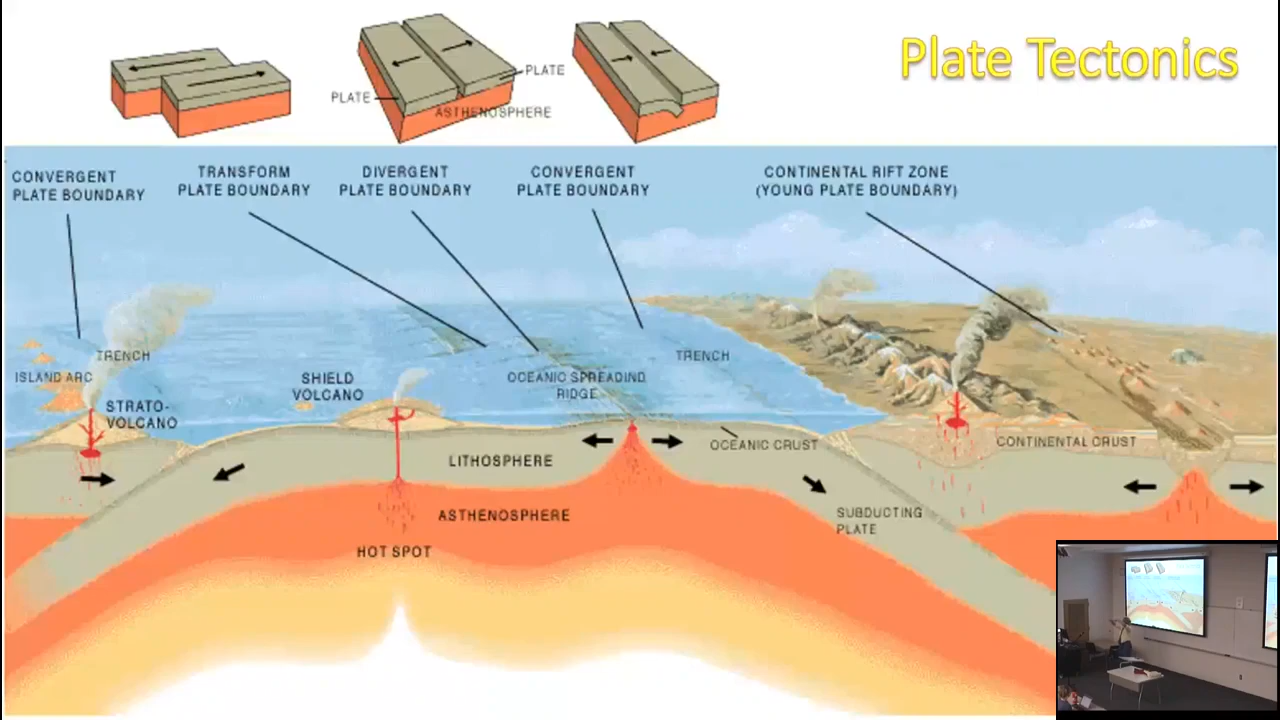 Plate Tectonics
PLATE
PLATE
ASTHENOSPHERE
CONVERGENT
PLATE BOUNDARY
TRANSFORM
PLATE BOUNDARY
DIVERGENT
PLATE BOUNDARY
CONVERGENT
PLATE BOUNDARY
CONTINENTAL RIFT ZONE
(YOUNG PLATE BOUNDARY)
TRENCH
ISLAND ARC
STRATO-
VOLCANO
SHIELD
VOLCANO
OCEANIC SPREADING
RIDGE
TRENCH
LITHOSPHERE
OCEANIC CRUST
CONTINENTAL CRUST
ASTHENOSPHERE
SUBDUCTING
PLATE
HOT SPOT